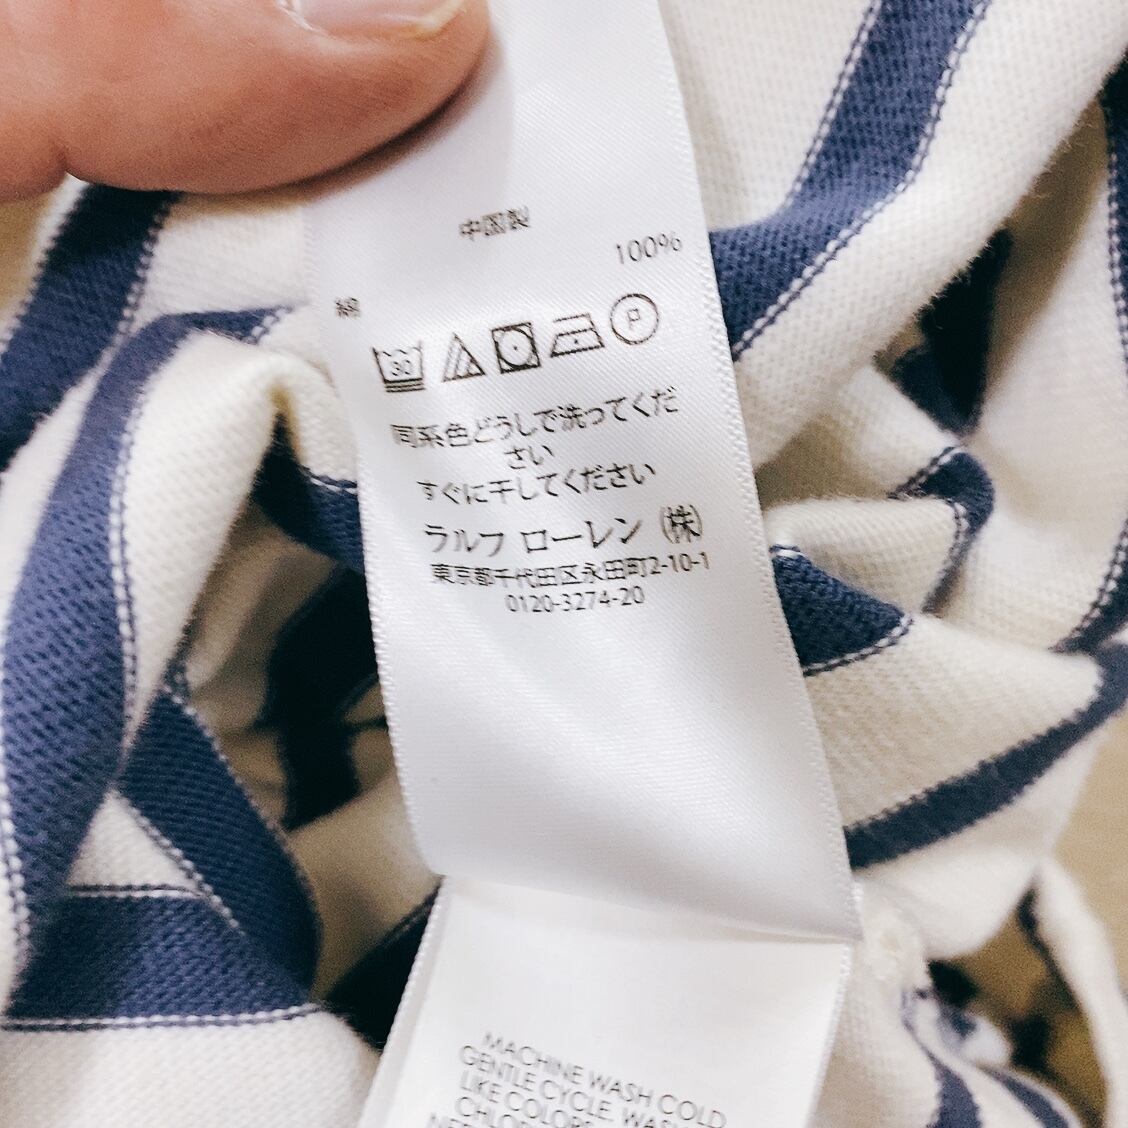 中国製
綿 100%
30 P
同系色どうしで洗ってくだ
さい
すぐに干してください
ラルフ ローレン (株)
東京都千代田区永田町2-10-1
0120-3274-20
MACHINE WASH COLD
GENTLE CYCLE. WA
LIKE COLORS.
CHLOR